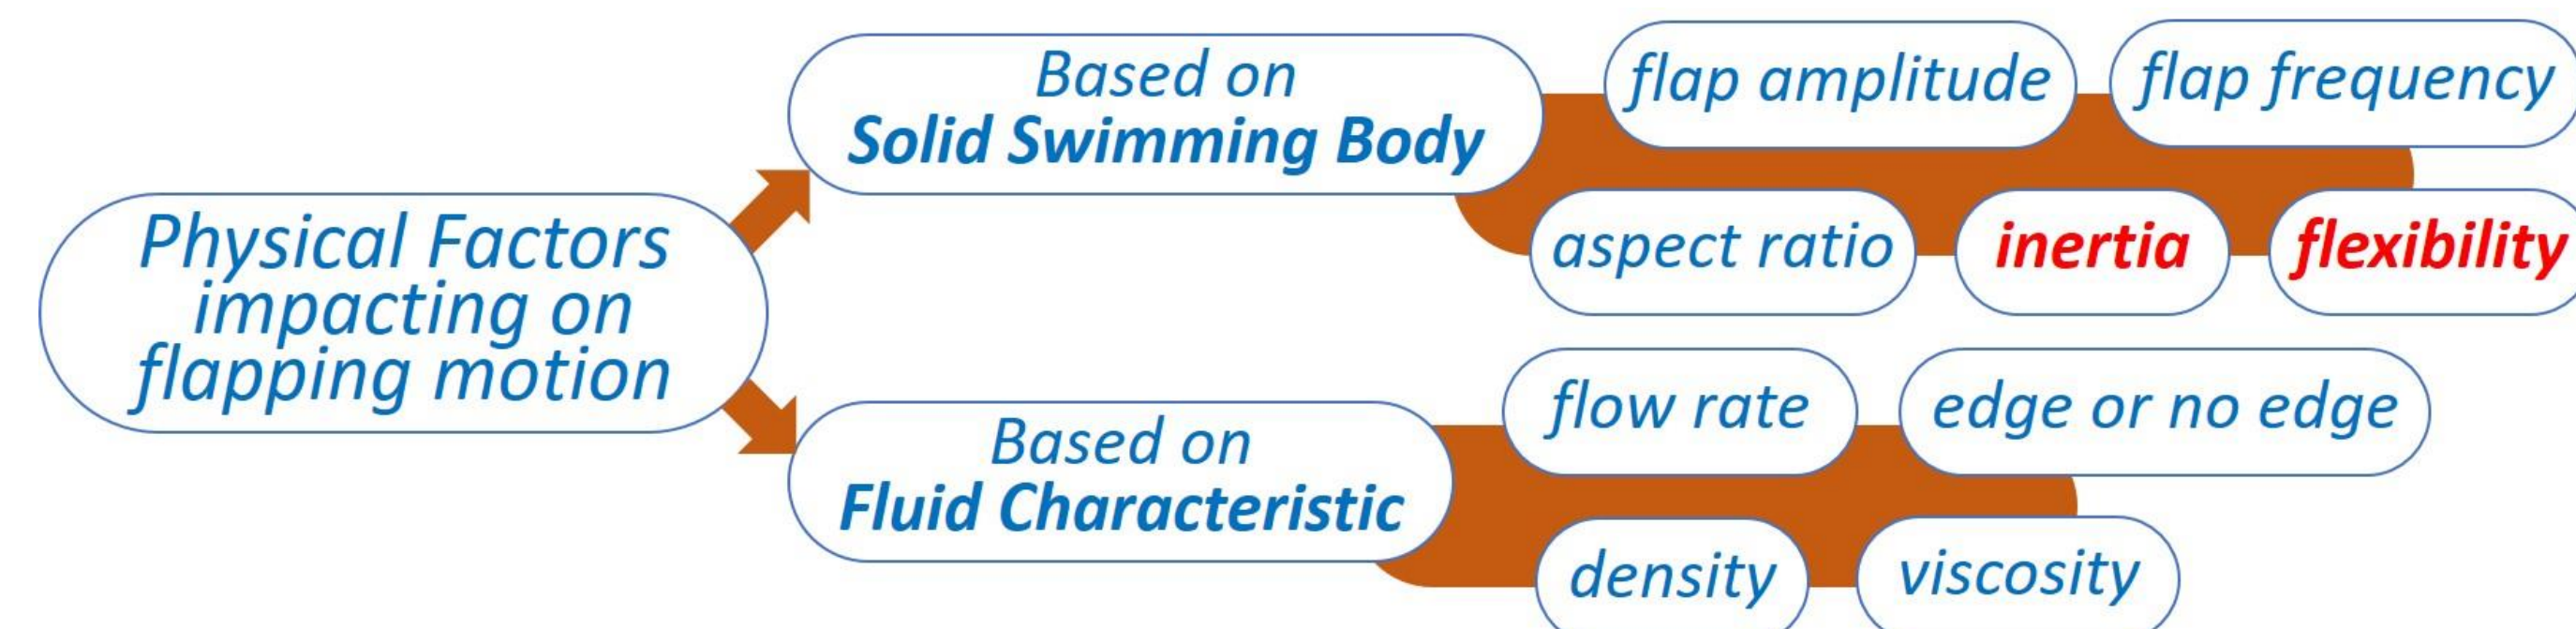 Physical Factors
impacting on
flapping motion
Based on
Solid Swimming Body
flap amplitude
flap frequency
aspect ratio
inertia
flexibility
Based on
Fluid Characteristic
flow rate
edge or no edge
density
viscosity